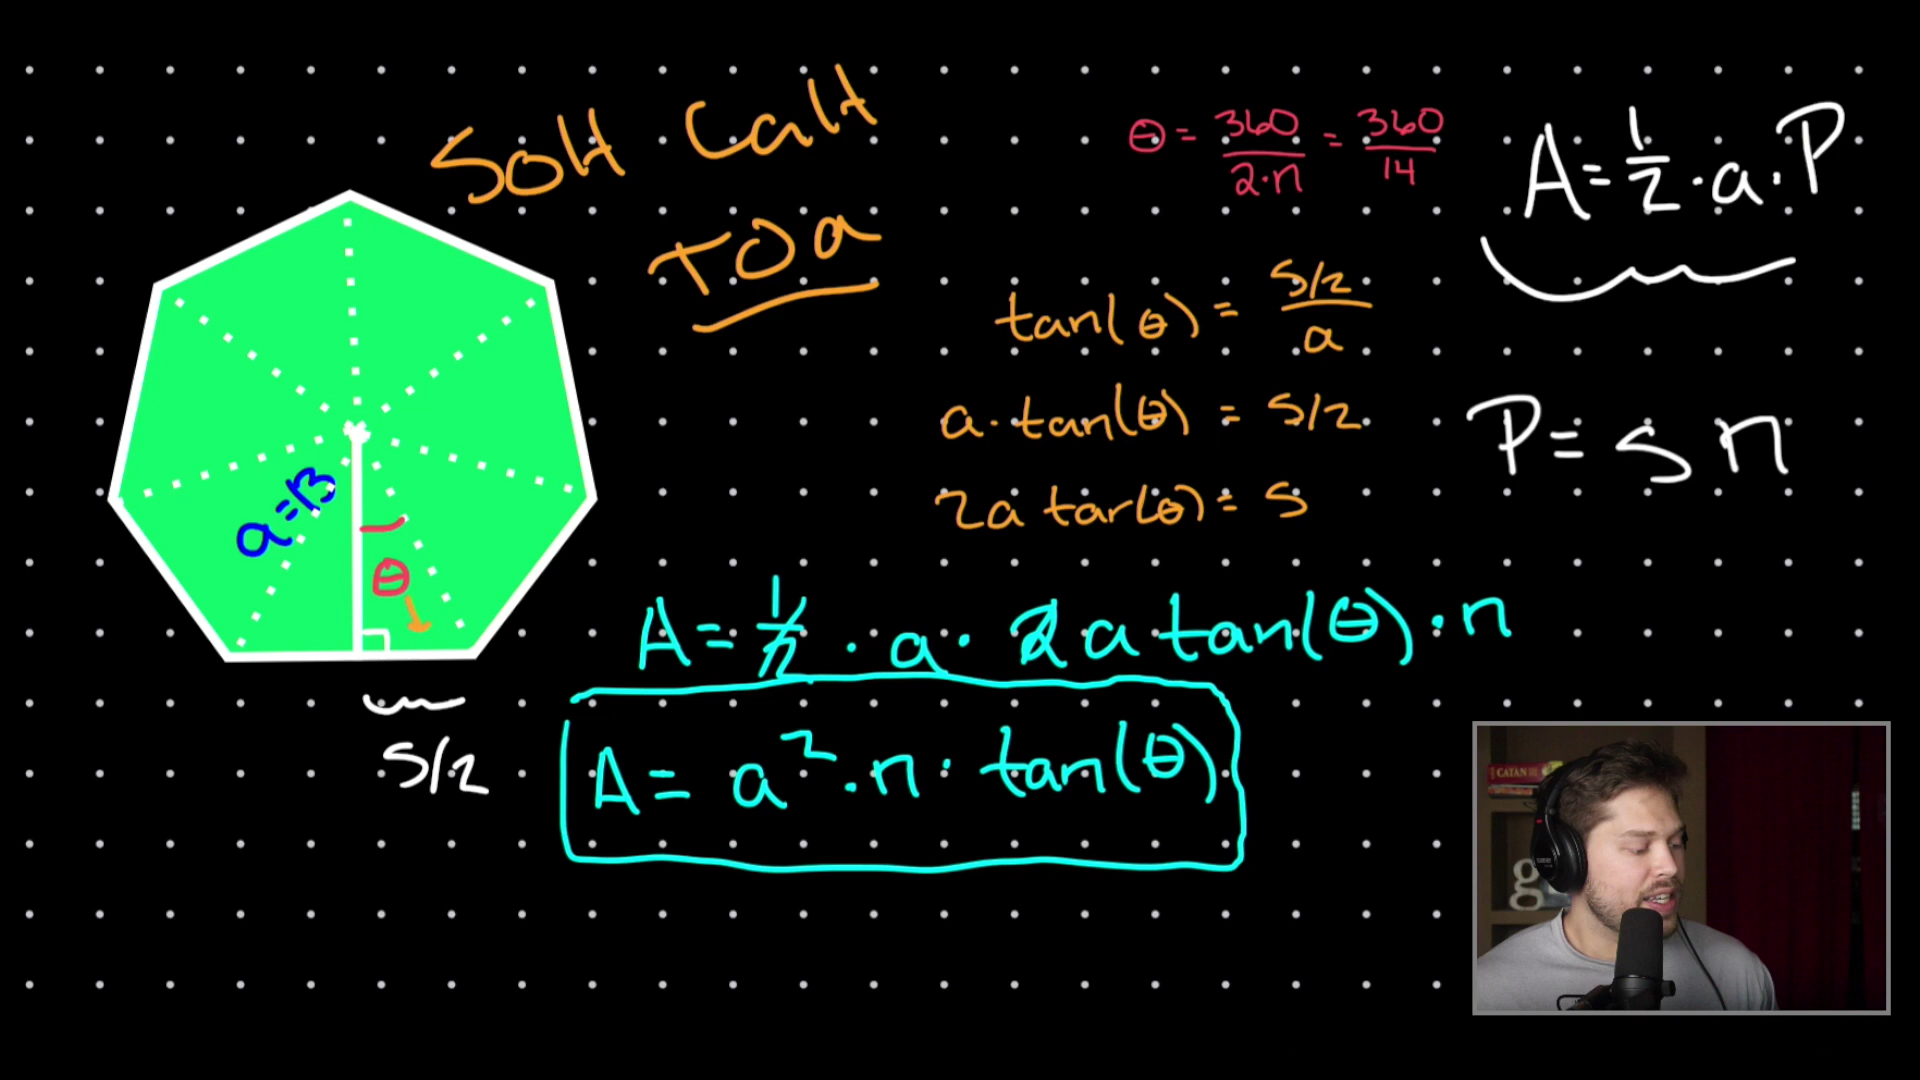 SOH CaH
TOa
θ = 360/2·n = 360/14
A = 1/2 · a · P
tan(θ) = s/2 / a
a · tan(θ) = s/2
P = s n
2a tan(θ) = s
a = 13
θ
A = 1/2 · a · 2 a tan(θ) · n
s/2
A = a² · n · tan(θ)
CATAN